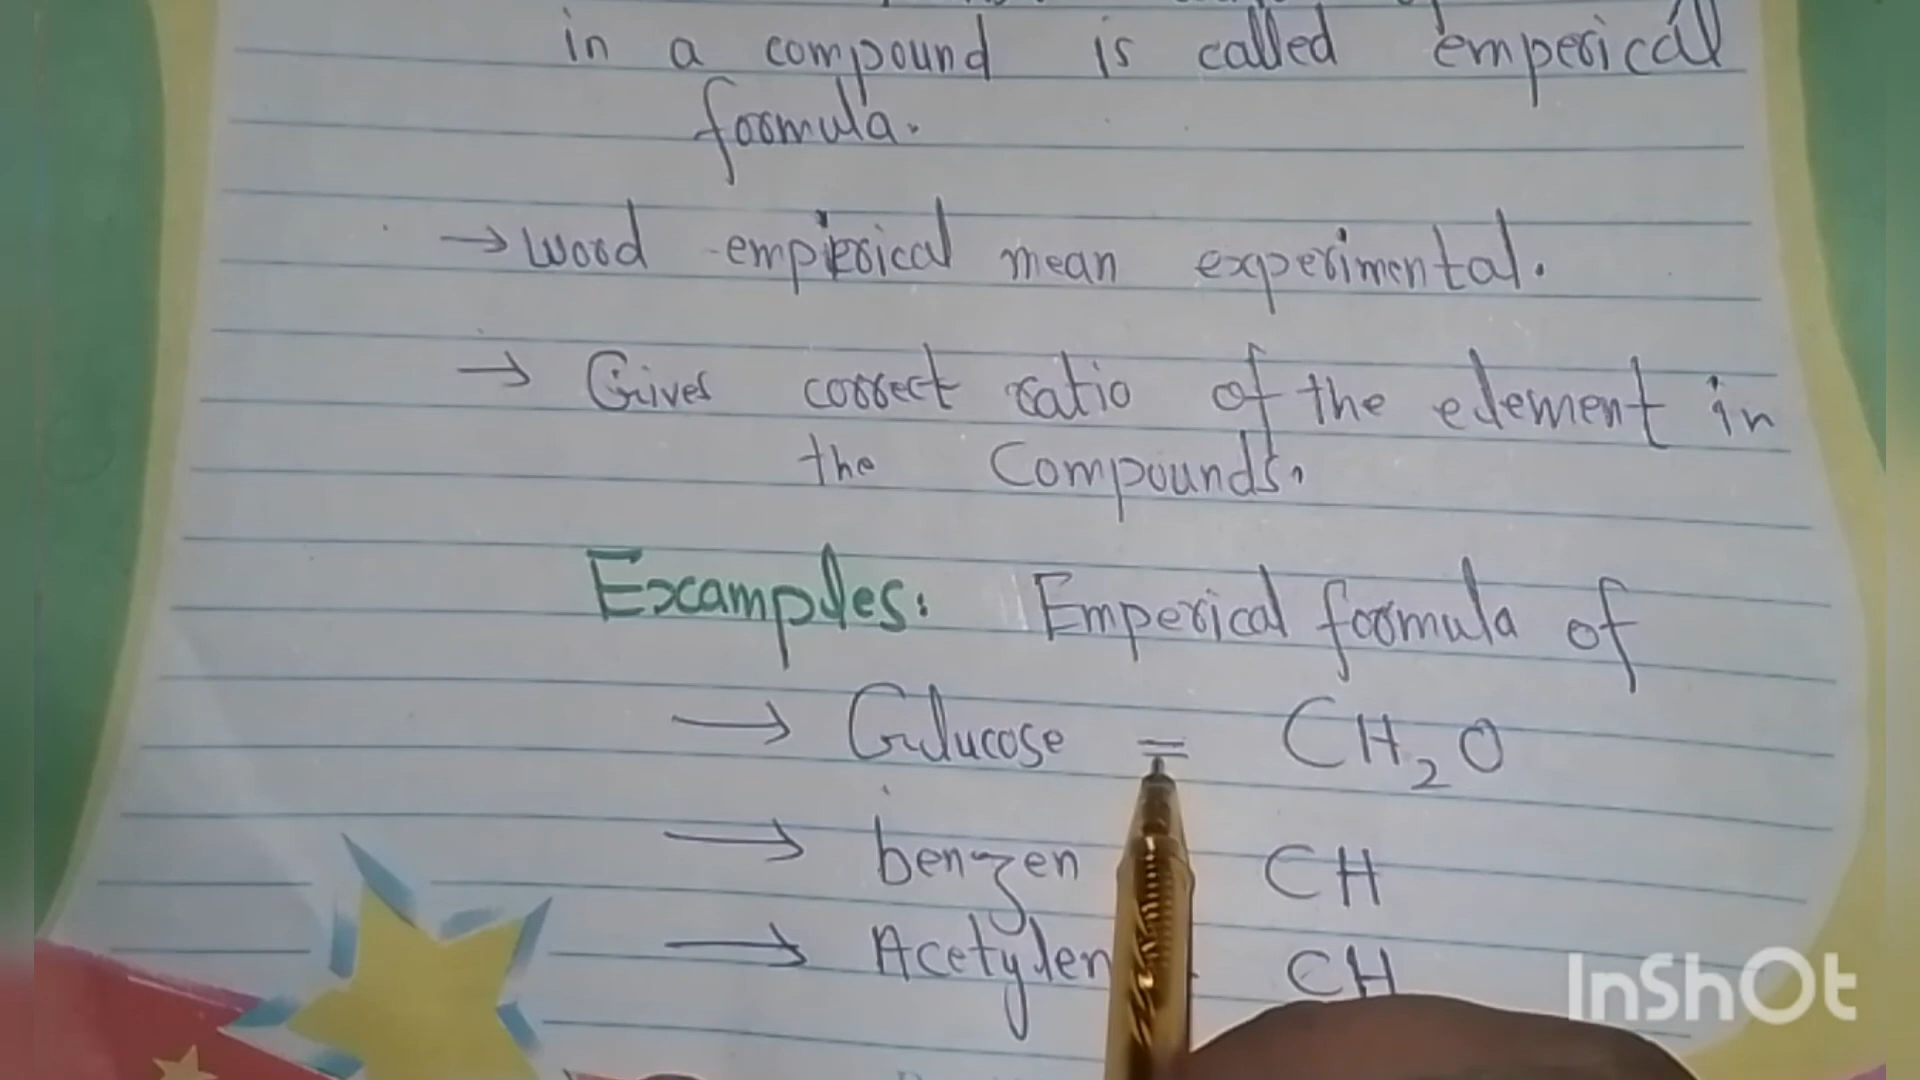 in a compound is called emperical
formula.
→ word empirical mean experimental.
→ Gives correct ratio of the element in
the Compounds.
Examples: Emperical formula of
→ Glucose = CH₂O
→ benzen CH
→ Acetylen CH
InShOt